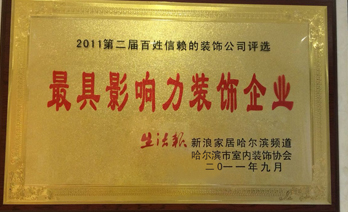 2011第二届百姓信赖的装饰公司评选
最具影响力装饰企业
生活报 新浪家居哈尔滨频道
哈尔滨市室内装饰协会
二〇一一年九月